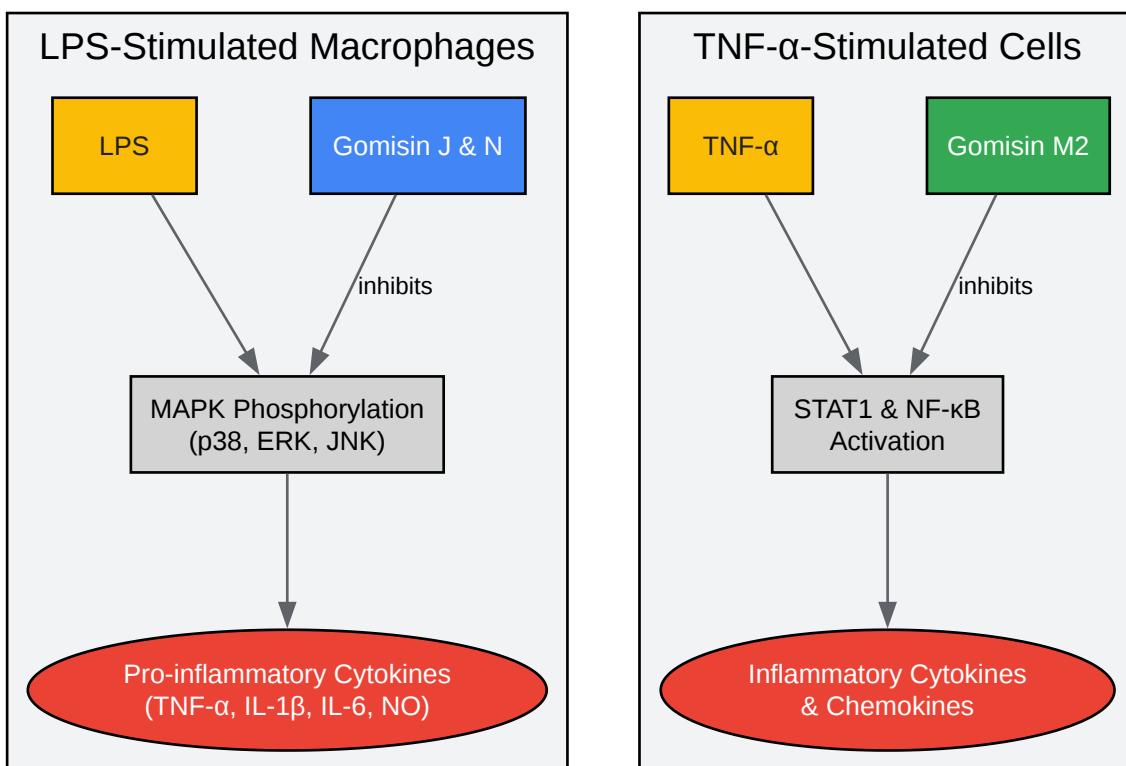 LPS-Stimulated Macrophages
LPS
Gomisin J & N
inhibits
MAPK Phosphorylation
(p38, ERK, JNK)
Pro-inflammatory Cytokines
(TNF-α, IL-1β, IL-6, NO)
TNF-α-Stimulated Cells
TNF-α
Gomisin M2
inhibits
STAT1 & NF-κB
Activation
Inflammatory Cytokines
& Chemokines